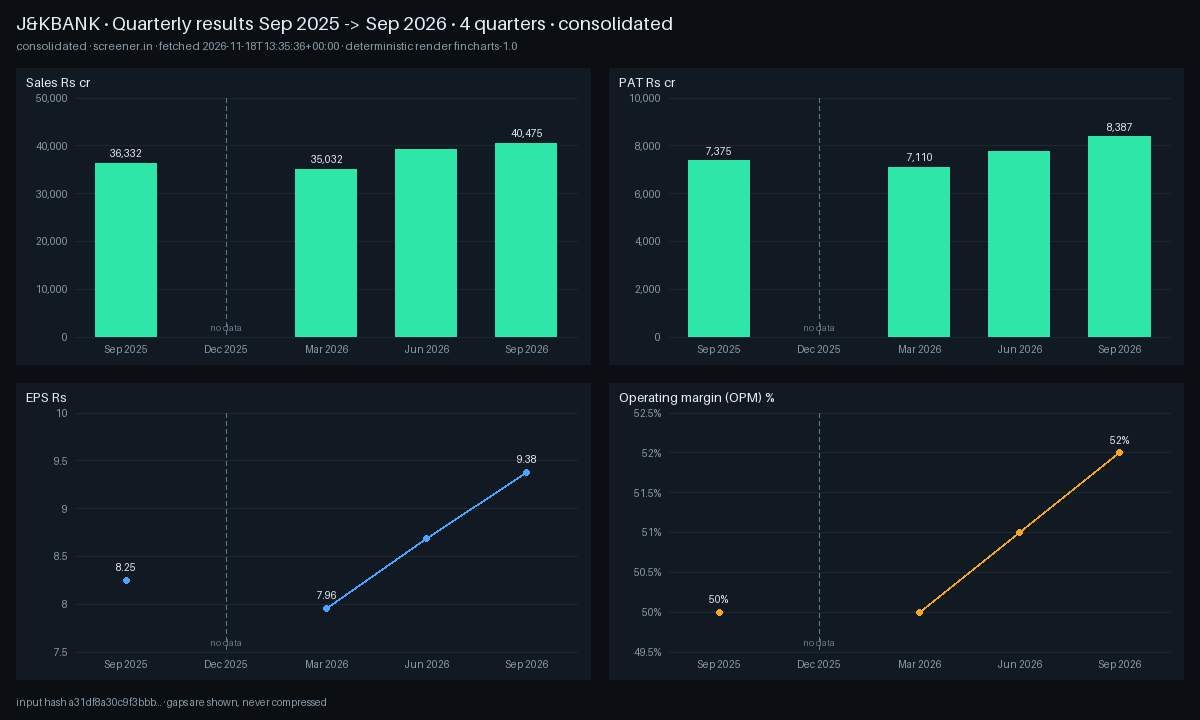 J&KBANK · Quarterly results Sep 2025 -> Sep 2026 · 4 quarters · consolidated
consolidated · screener.in · fetched 2026-11-18T13:35:36+00:00 · deterministic render fincharts-1.0
Sales Rs cr
50,000
40,000
30,000
20,000
10,000
0
36,332
35,032
40,475
no data
Sep 2025
Dec 2025
Mar 2026
Jun 2026
Sep 2026
PAT Rs cr
10,000
8,000
6,000
4,000
2,000
0
7,375
7,110
8,387
no data
Sep 2025
Dec 2025
Mar 2026
Jun 2026
Sep 2026
EPS Rs
10
9.5
9
8.5
8
7.5
8.25
7.96
9.38
no data
Sep 2025
Dec 2025
Mar 2026
Jun 2026
Sep 2026
Operating margin (OPM) %
52.5%
52%
51.5%
51%
50.5%
50%
49.5%
50%
52%
no data
Sep 2025
Dec 2025
Mar 2026
Jun 2026
Sep 2026
input hash a31df8a30c9f3bbb… · gaps are shown, never compressed